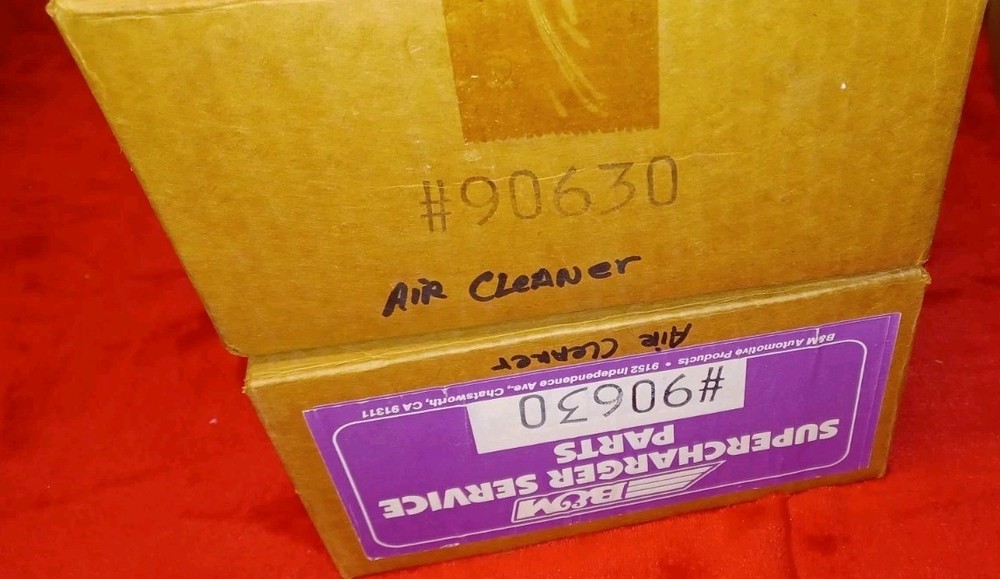 #90630
AIR CLEANER
Air Cleaner
B&M
SUPERCHARGER SERVICE
PARTS
#90630
B&M Automotive Products • 9152 Independence Ave., Chatsworth, CA 91311